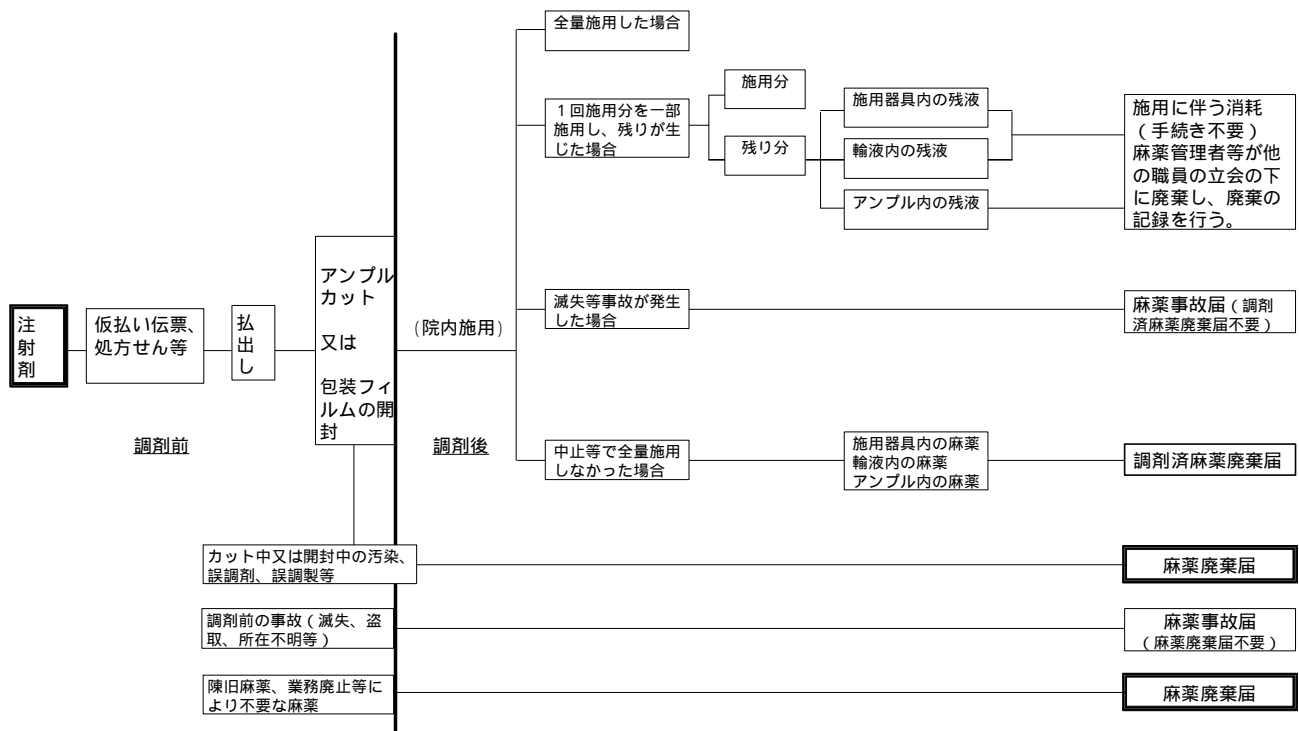 全量施用した場合
１回施用分を一部
施用し、残りが生
じた場合
施用分
残り分
施用器具内の残液
輸液内の残液
アンプル内の残液
施用に伴う消耗
（手続き不要）
麻薬管理者等が他
の職員の立会の下
に廃棄し、廃棄の
記録を行う。
注
射
剤
仮払い伝票、
処方せん等
払
出
し
アンプル
カット
又は
包装フィ
ルムの開
封
(院内施用)
滅失等事故が発生
した場合
麻薬事故届（調剤
済麻薬廃棄届不要）
調剤前
調剤後
中止等で全量施用
しなかった場合
施用器具内の麻薬
輸液内の麻薬
アンプル内の麻薬
調剤済麻薬廃棄届
カット中又は開封中の汚染、
誤調剤、誤調製等
麻薬廃棄届
調剤前の事故（滅失、盗
取、所在不明等）
麻薬事故届
（麻薬廃棄届不要）
陳旧麻薬、業務廃止等に
より不要な麻薬
麻薬廃棄届